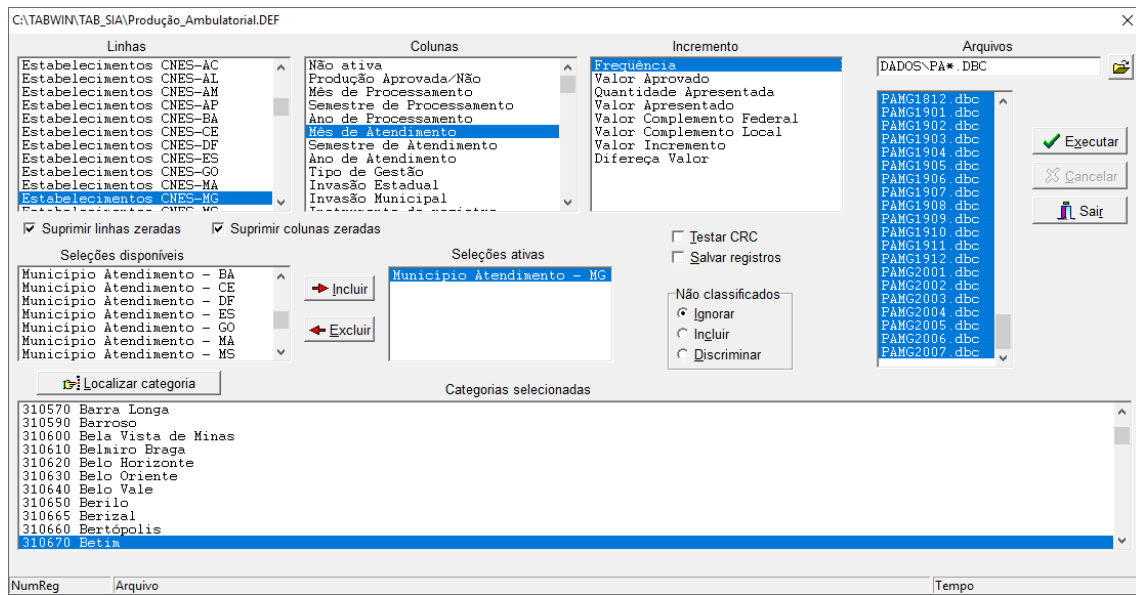 C:\TABWIN\TAB_SIA\Produção_Ambulatorial.DEF
Linhas
Estabelecimentos CNES-AC
Estabelecimentos CNES-AL
Estabelecimentos CNES-AM
Estabelecimentos CNES-AP
Estabelecimentos CNES-BA
Estabelecimentos CNES-CE
Estabelecimentos CNES-DF
Estabelecimentos CNES-ES
Estabelecimentos CNES-GO
Estabelecimentos CNES-MA
Estabelecimentos CNES-MG
Estabelecimentos CNES-MS
Colunas
Não ativa
Produção Aprovada/Não
Mês de Processamento
Semestre de Processamento
Ano de Processamento
Mês de Atendimento
Semestre de Atendimento
Ano de Atendimento
Tipo de Gestão
Invasão Estadual
Invasão Municipal
Instrumento de registro
Incremento
Freqüência
Valor Aprovado
Quantidade Apresentada
Valor Apresentado
Valor Complemento Federal
Valor Complemento Local
Valor Incremento
Difereça Valor
Arquivos
DADOS\PA*.DBC
PAMG1812.dbc
PAMG1901.dbc
PAMG1902.dbc
PAMG1903.dbc
PAMG1904.dbc
PAMG1905.dbc
PAMG1906.dbc
PAMG1907.dbc
PAMG1908.dbc
PAMG1909.dbc
PAMG1910.dbc
PAMG1911.dbc
PAMG1912.dbc
PAMG2001.dbc
PAMG2002.dbc
PAMG2003.dbc
PAMG2004.dbc
PAMG2005.dbc
PAMG2006.dbc
PAMG2007.dbc
Executar
Cancelar
Sair
Suprimir linhas zeradas
Suprimir colunas zeradas
Seleções disponíveis
Município Atendimento - BA
Município Atendimento - CE
Município Atendimento - DF
Município Atendimento - ES
Município Atendimento - GO
Município Atendimento - MA
Município Atendimento - MS
Incluir
Excluir
Seleções ativas
Município Atendimento - MG
Testar CRC
Salvar registros
Não classificados
Ignorar
Incluir
Discriminar
Localizar categoria
Categorias selecionadas
310570 Barra Longa
310590 Barroso
310600 Bela Vista de Minas
310610 Belmiro Braga
310620 Belo Horizonte
310630 Belo Oriente
310640 Belo Vale
310650 Berilo
310665 Berizal
310660 Bertópolis
310670 Betim
NumReg
Arquivo
Tempo